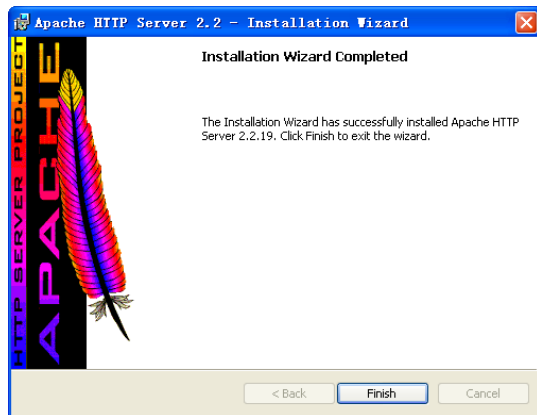 Apache HTTP Server 2.2 - Installation Wizard
HTTP SERVER PROJECT
APACHE
Installation Wizard Completed
The Installation Wizard has successfully installed Apache HTTP
Server 2.2.19. Click Finish to exit the wizard.
< Back
Finish
Cancel